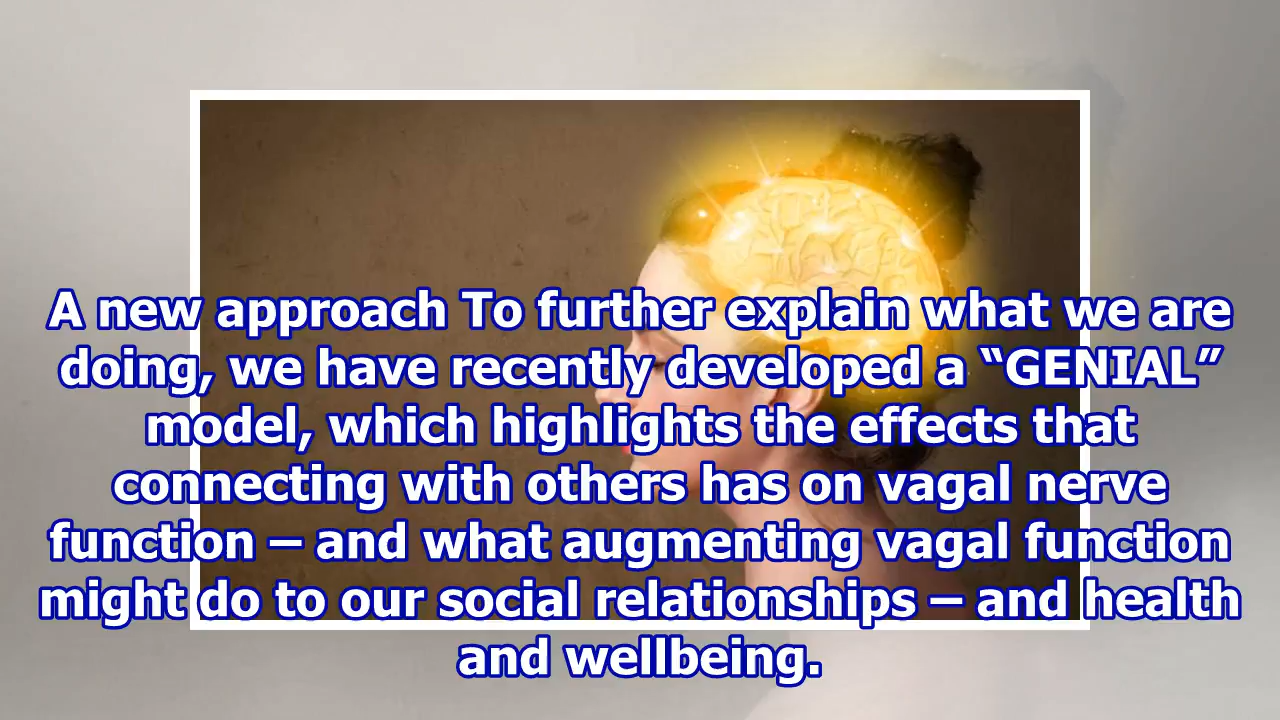 A new approach To further explain what we are
doing, we have recently developed a “GENIAL”
model, which highlights the effects that
connecting with others has on vagal nerve
function – and what augmenting vagal function
might do to our social relationships – and health
and wellbeing.